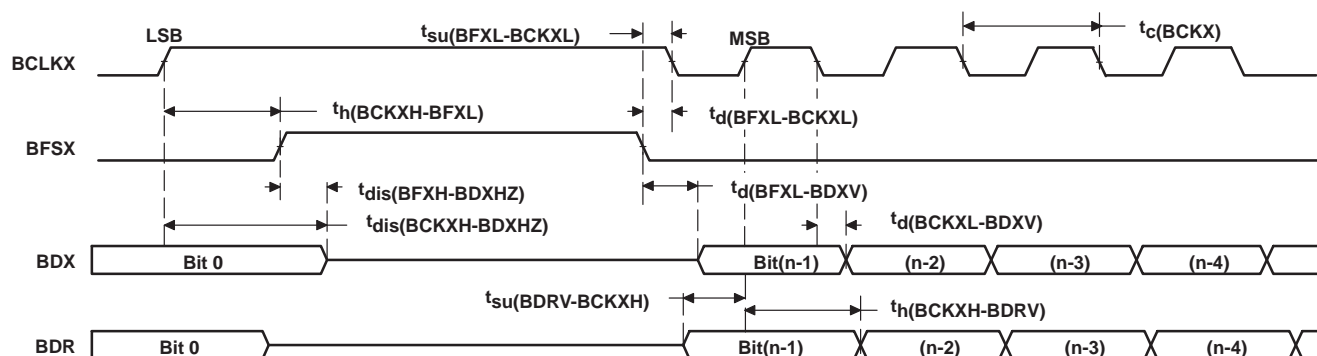 LSB
tsu(BFXL-BCKXL)
MSB
tc(BCKX)
BCLKX
th(BCKXH-BFXL)
td(BFXL-BCKXL)
BFSX
tdis(BFXH-BDXHZ)
td(BFXL-BDXV)
tdis(BCKXH-BDXHZ)
td(BCKXL-BDXV)
BDX
Bit 0
Bit(n-1)
(n-2)
(n-3)
(n-4)
tsu(BDRV-BCKXH)
th(BCKXH-BDRV)
BDR
Bit 0
Bit(n-1)
(n-2)
(n-3)
(n-4)